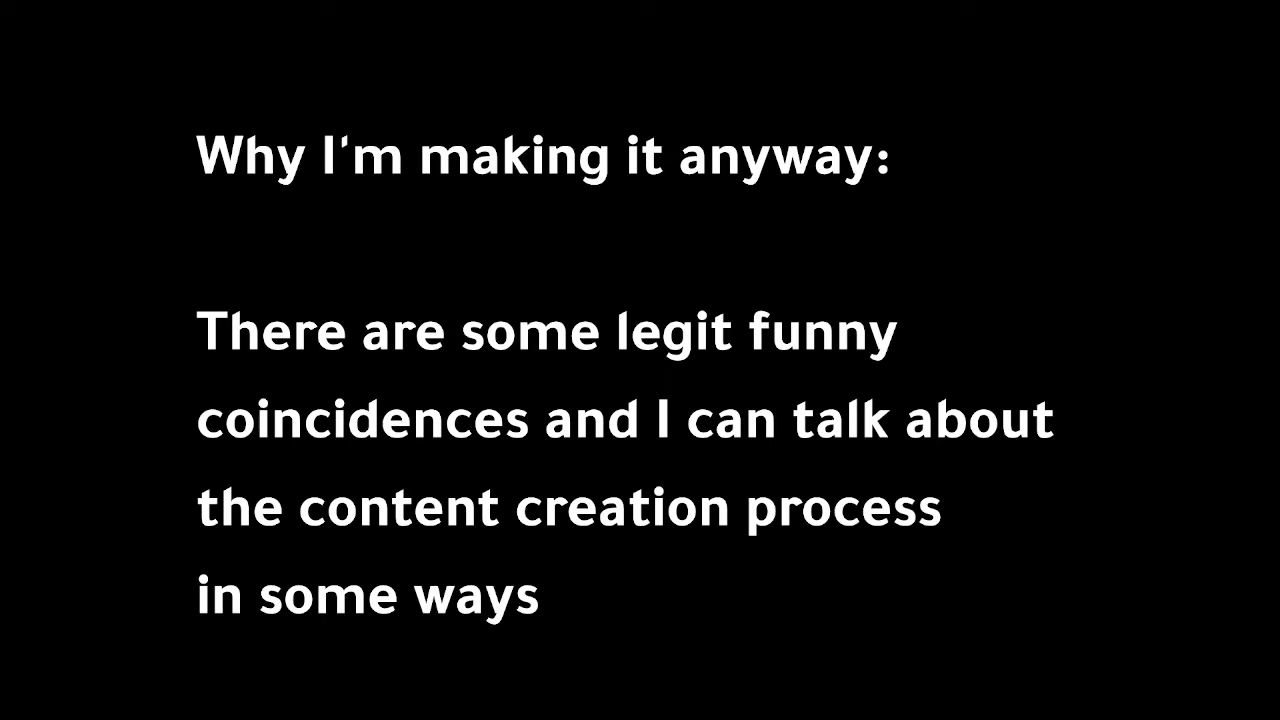 Why I'm making it anyway:
There are some legit funny
coincidences and I can talk about
the content creation process
in some ways